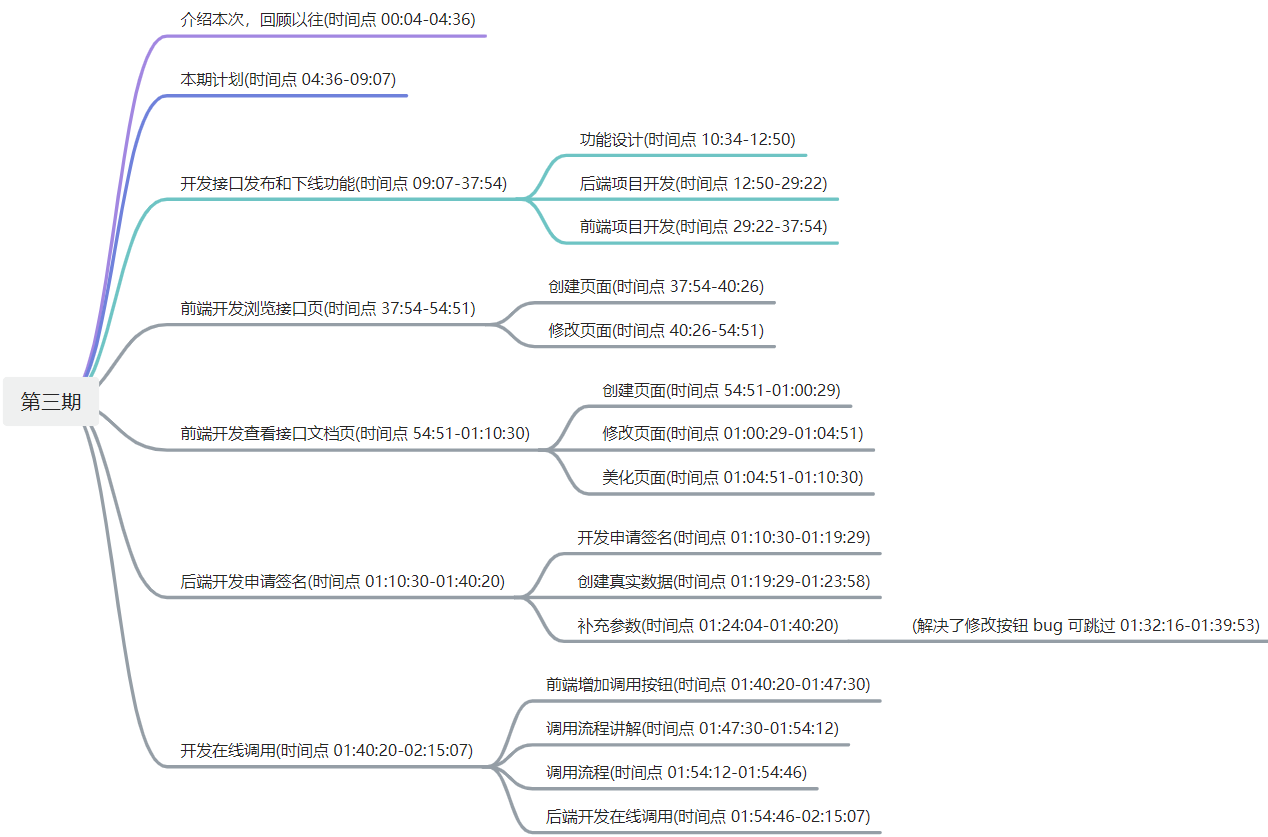 介绍本次，回顾以往(时间点 00:04-04:36)
本期计划(时间点 04:36-09:07)
功能设计(时间点 10:34-12:50)
开发接口发布和下线功能(时间点 09:07-37:54)
后端项目开发(时间点 12:50-29:22)
前端项目开发(时间点 29:22-37:54)
创建页面(时间点 37:54-40:26)
前端开发浏览接口页(时间点 37:54-54:51)
修改页面(时间点 40:26-54:51)
第三期
创建页面(时间点 54:51-01:00:29)
前端开发查看接口文档页(时间点 54:51-01:10:30)
修改页面(时间点 01:00:29-01:04:51)
美化页面(时间点 01:04:51-01:10:30)
开发申请签名(时间点 01:10:30-01:19:29)
后端开发申请签名(时间点 01:10:30-01:40:20)
创建真实数据(时间点 01:19:29-01:23:58)
补充参数(时间点 01:24:04-01:40:20)
(解决了修改按钮 bug 可跳过 01:32:16-01:39:53)
前端增加调用按钮(时间点 01:40:20-01:47:30)
调用流程讲解(时间点 01:47:30-01:54:12)
开发在线调用(时间点 01:40:20-02:15:07)
调用流程(时间点 01:54:12-01:54:46)
后端开发在线调用(时间点 01:54:46-02:15:07)